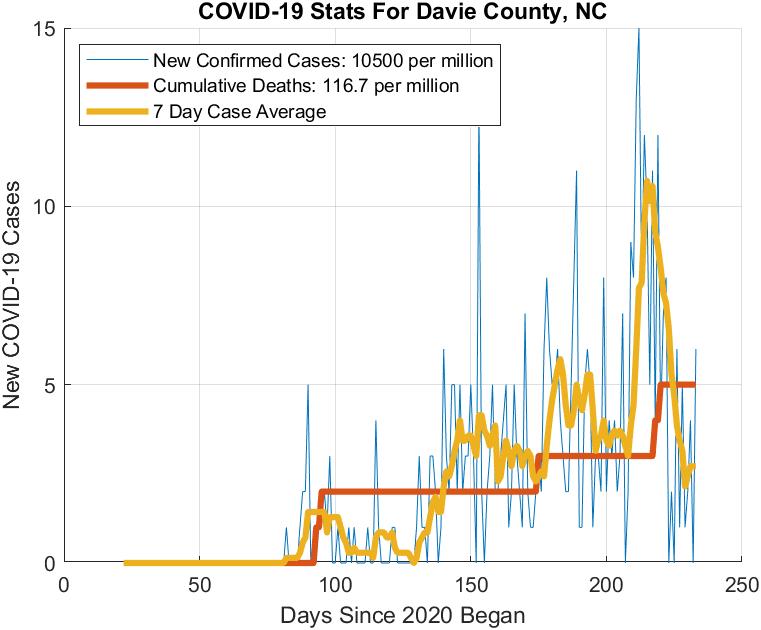 COVID-19 Stats For Davie County, NC
15
New Confirmed Cases: 10500 per million
Cumulative Deaths: 116.7 per million
7 Day Case Average
10
New COVID-19 Cases
5
0
0
50
100
150
200
250
Days Since 2020 Began